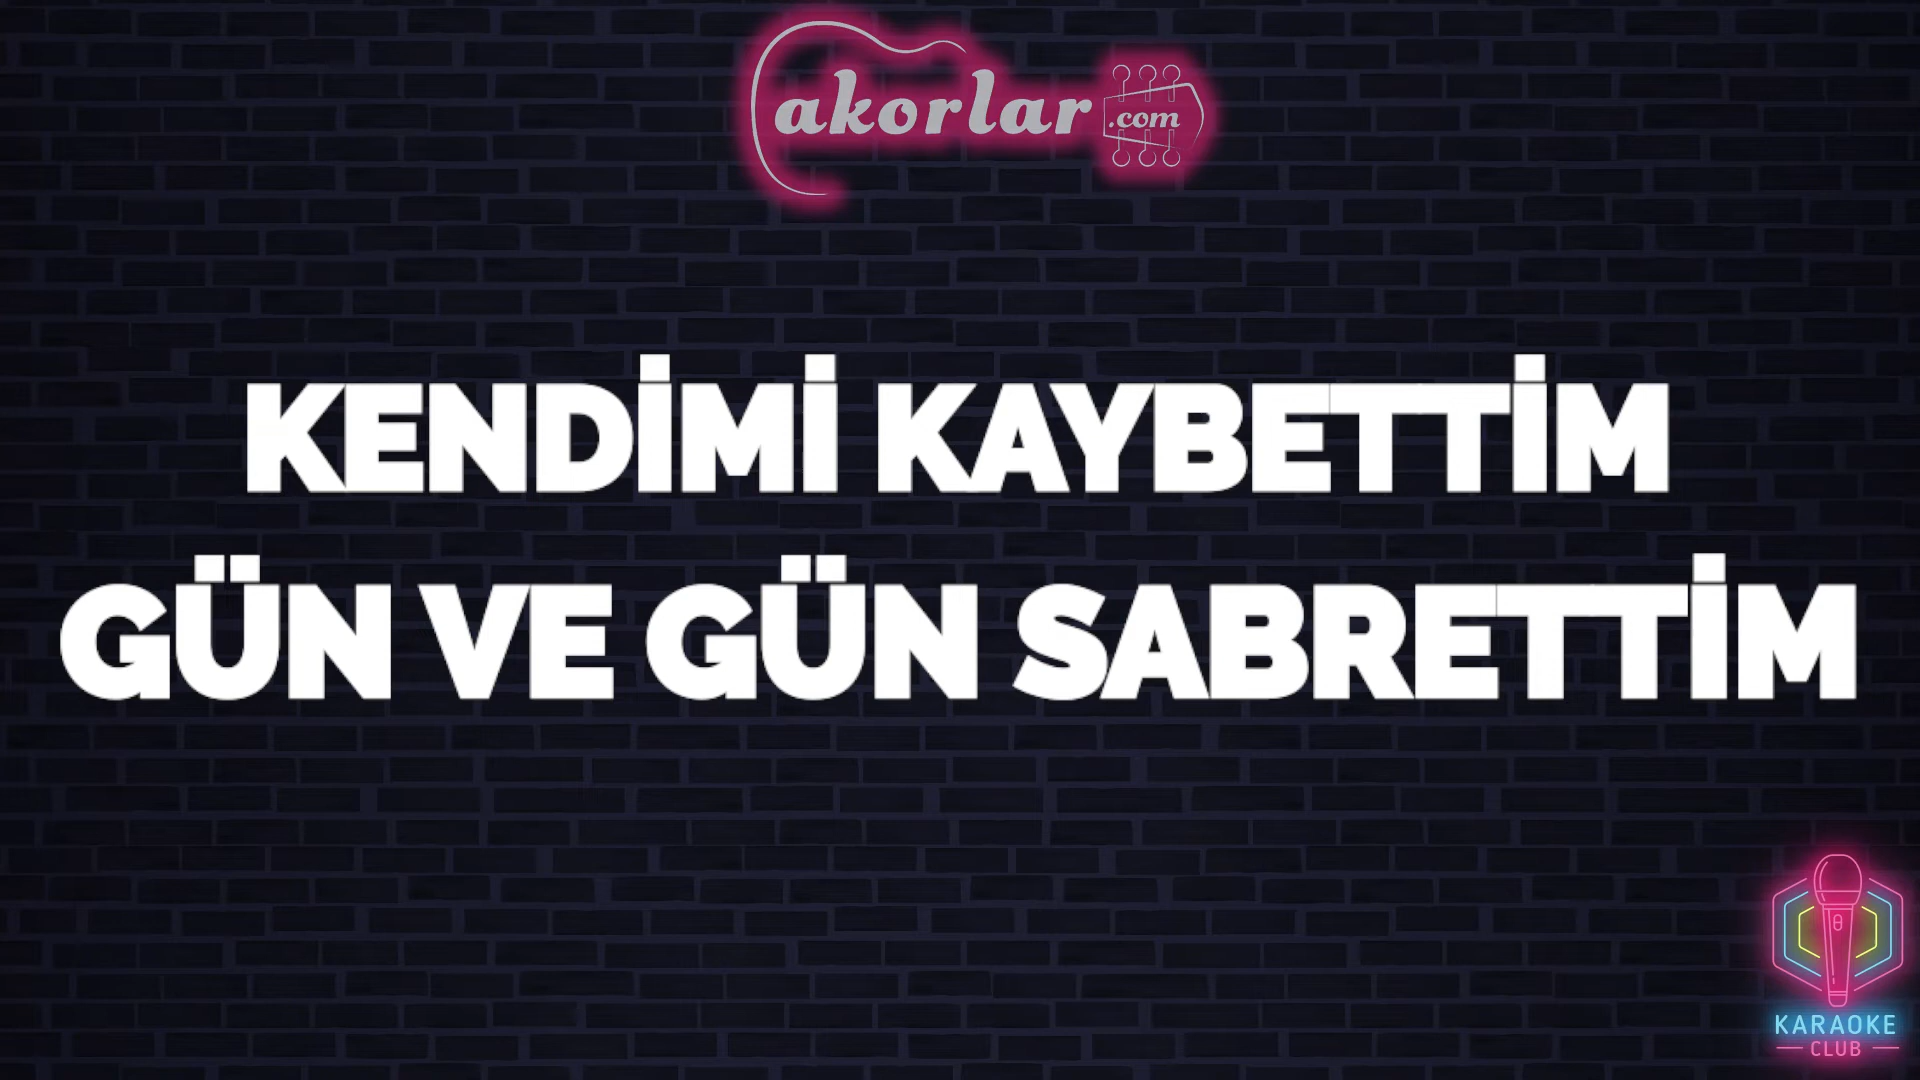 akorlar
.com
KENDİMİ KAYBETTİM
GÜN VE GÜN SABRETTİM
KARAOKE
CLUB